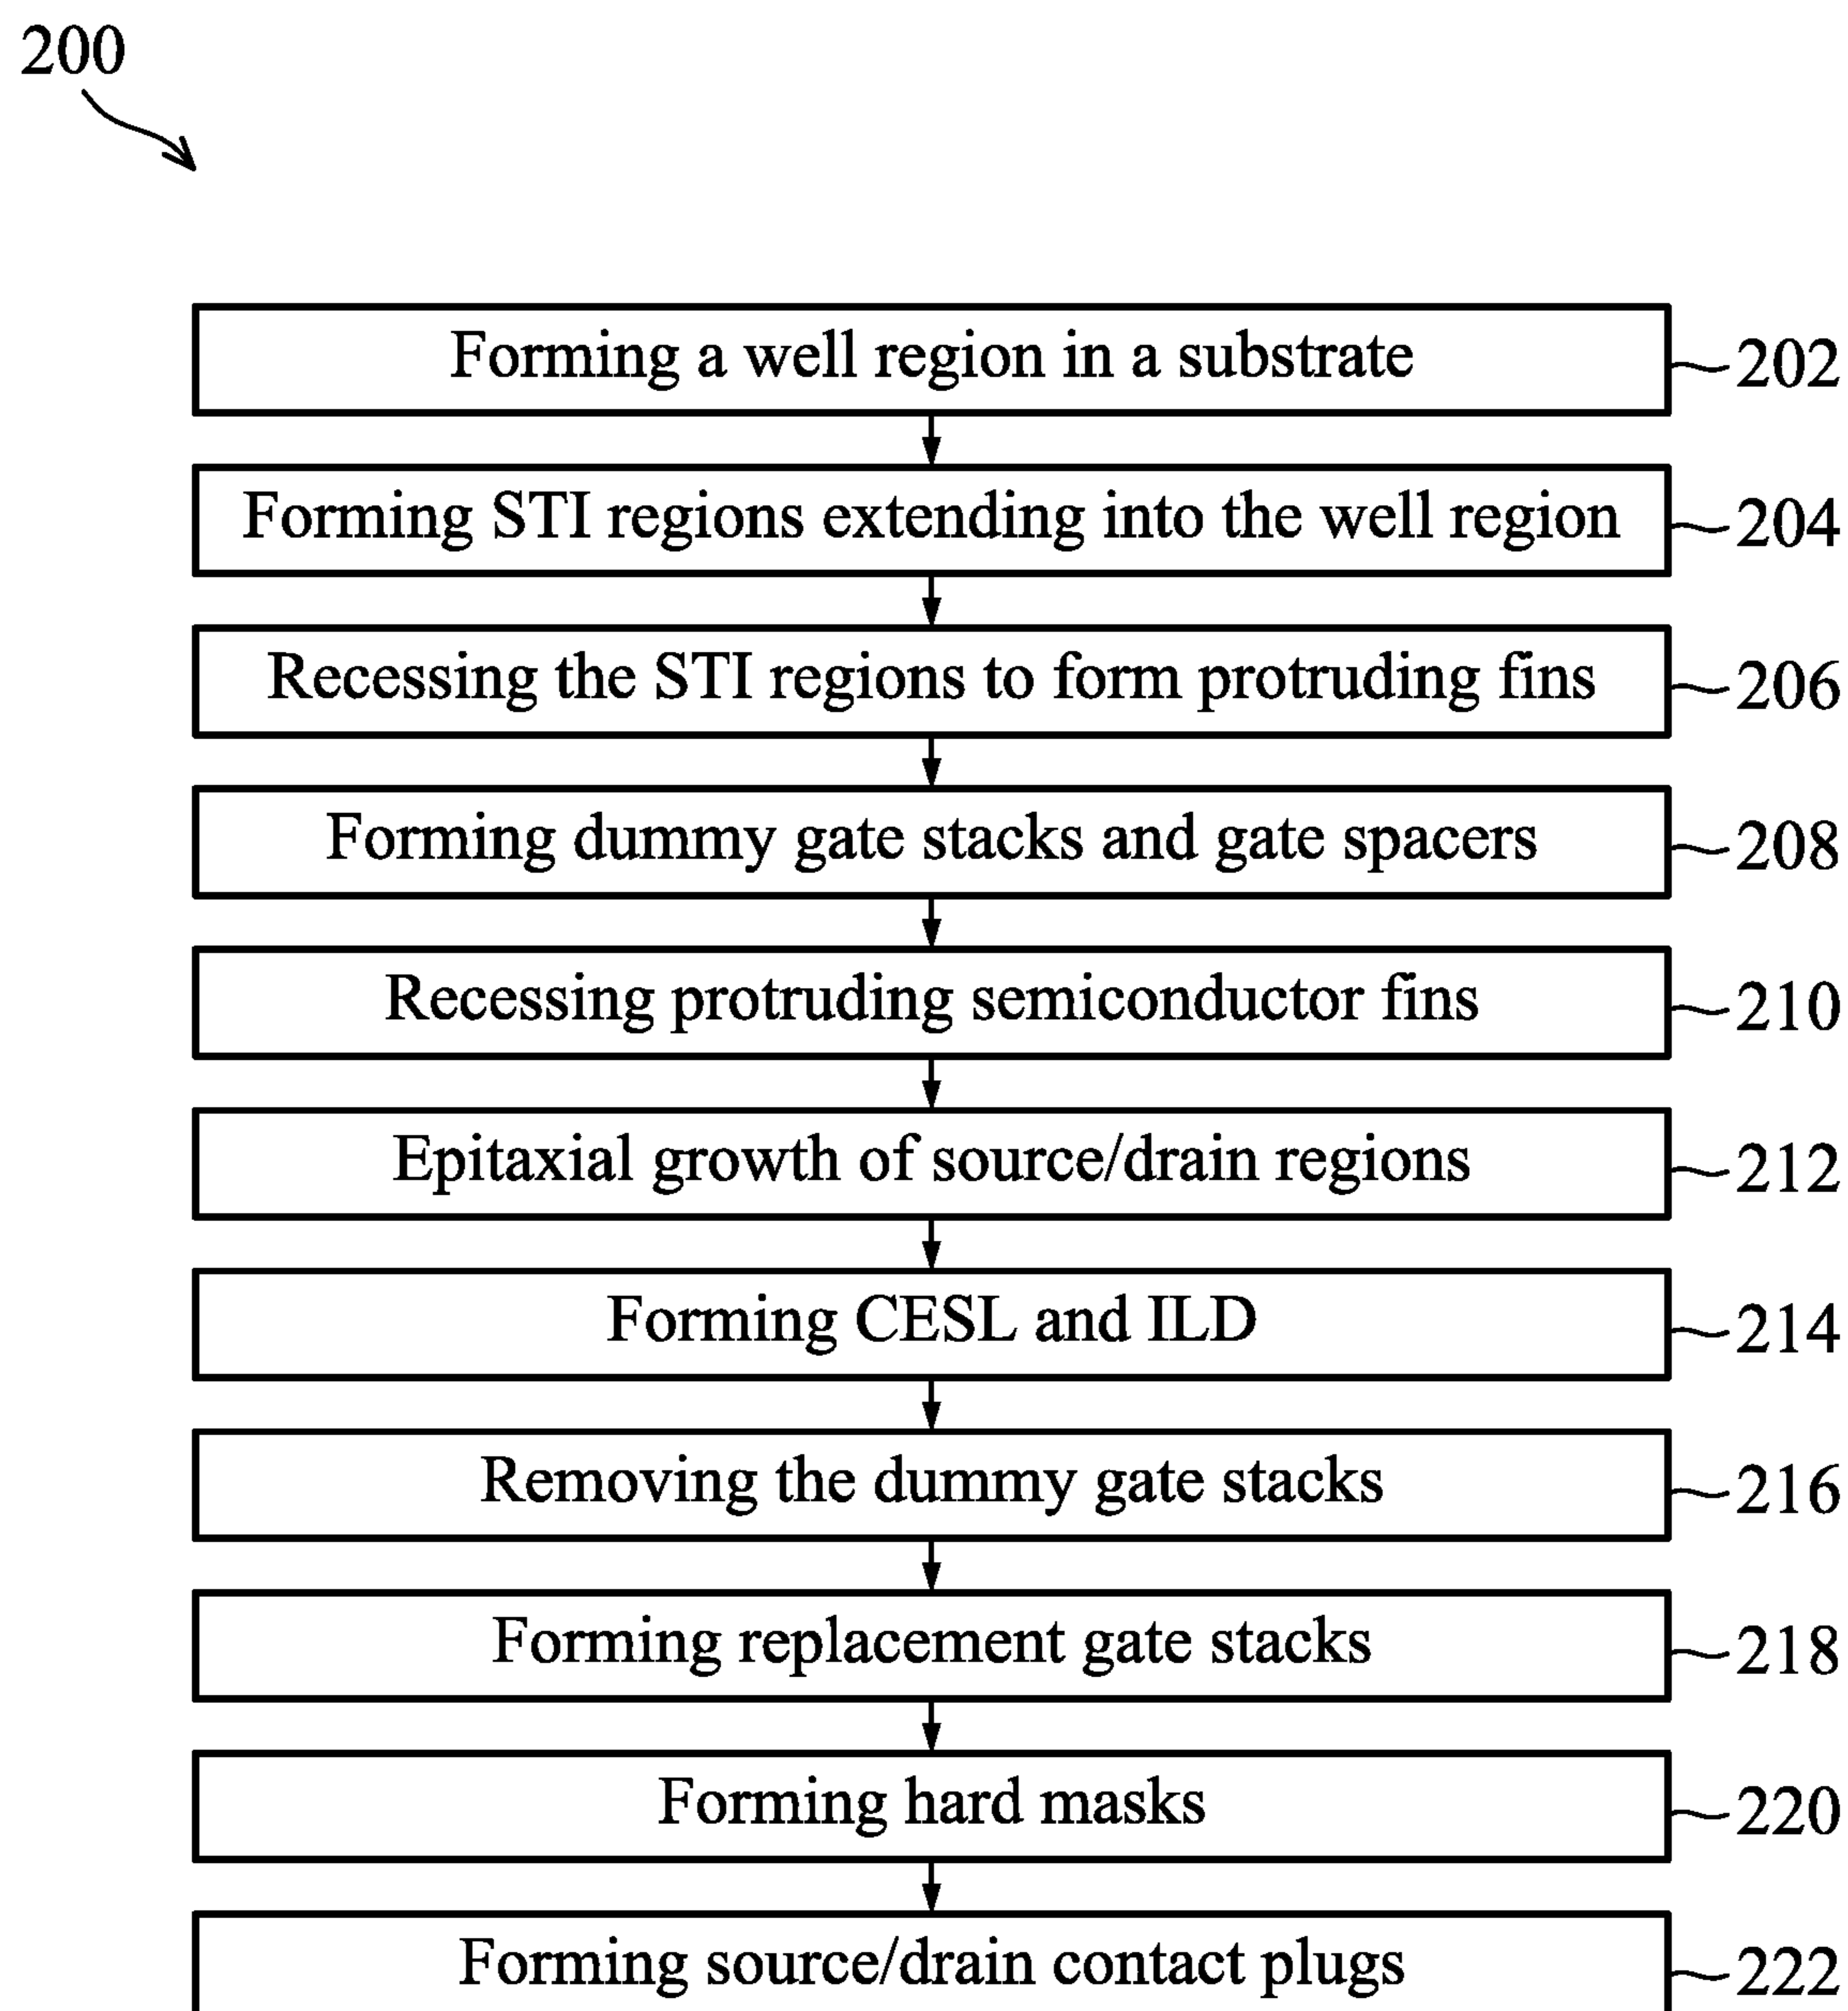 200
Forming a well region in a substrate 202
Forming STI regions extending into the well region 204
Recessing the STI regions to form protruding fins 206
Forming dummy gate stacks and gate spacers 208
Recessing protruding semiconductor fins 210
Epitaxial growth of source/drain regions 212
Forming CESL and ILD 214
Removing the dummy gate stacks 216
Forming replacement gate stacks 218
Forming hard masks 220
Forming source/drain contact plugs 222